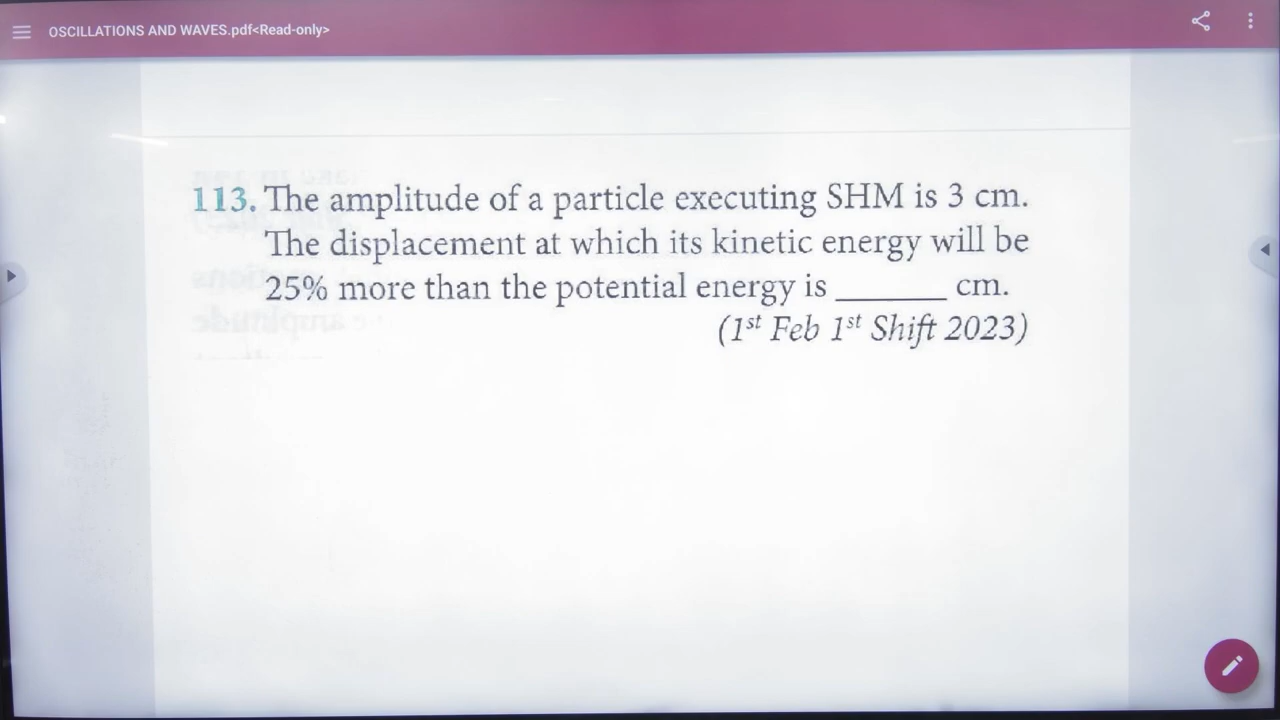 OSCILLATIONS AND WAVES.pdf<Read-only>
113. The amplitude of a particle executing SHM is 3 cm.
The displacement at which its kinetic energy will be
25% more than the potential energy is ______ cm.
(1st Feb 1st Shift 2023)